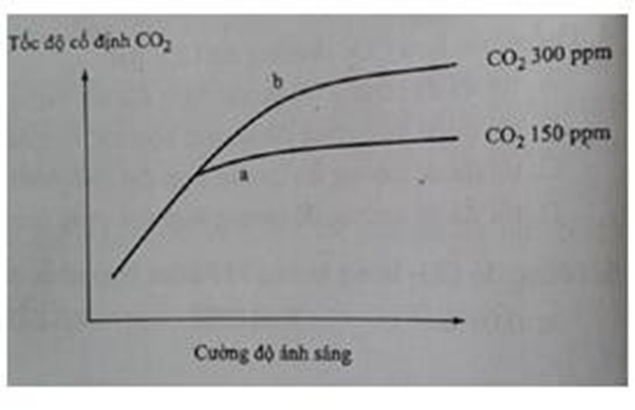 Tốc độ cố định CO₂
b
CO₂ 300 ppm
CO₂ 150 ppm
a
Cường độ ánh sáng